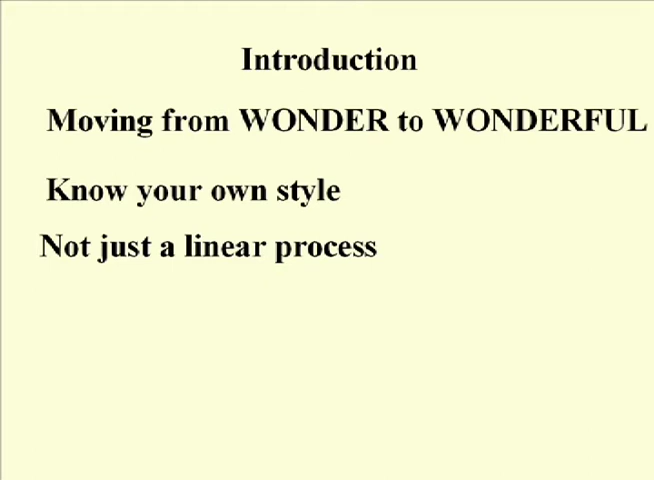 Introduction
Moving from WONDER to WONDERFUL
Know your own style
Not just a linear process